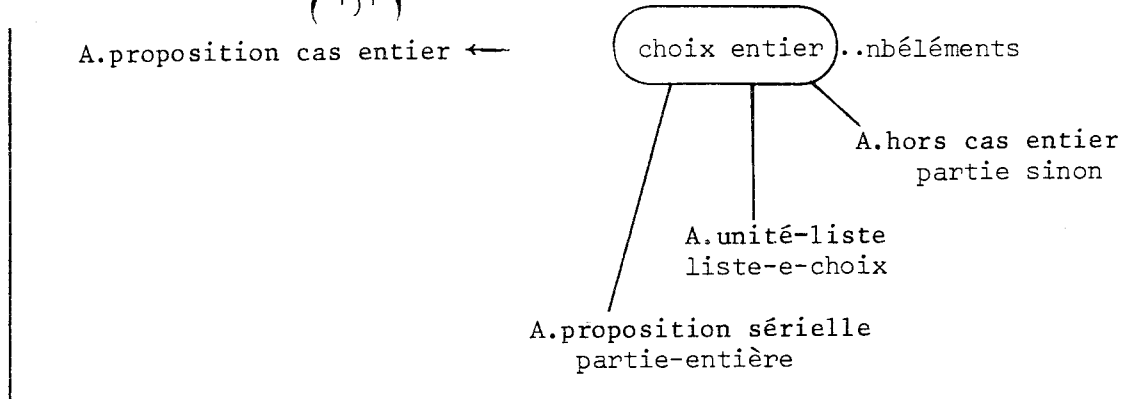 A.proposition cas entier ← choix entier ..nbéléments
A.hors cas entier
partie sinon
A.unité-liste
liste-e-choix
A.proposition sérielle
partie-entière